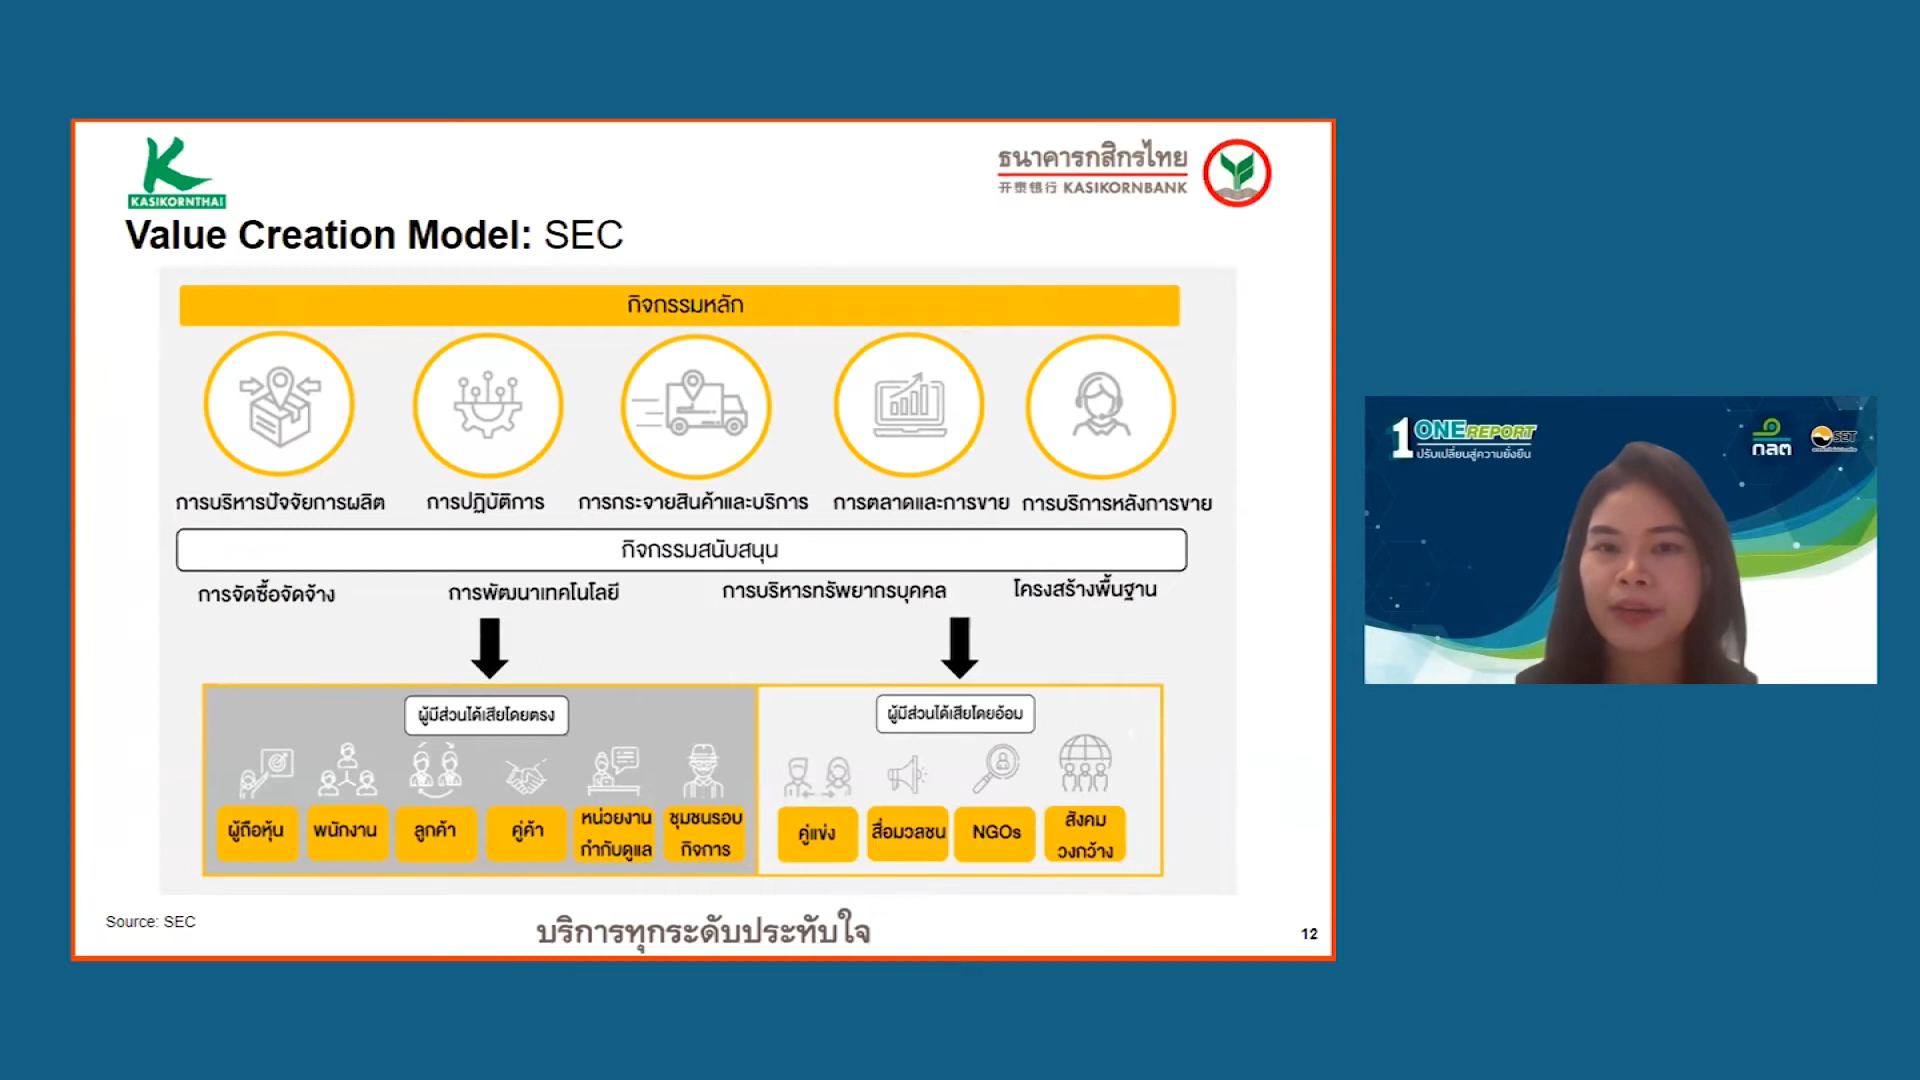 KASIKORNTHAI
ธนาคารกสิกรไทย
开泰银行 KASIKORNBANK
Value Creation Model: SEC
กิจกรรมหลัก
การบริหารปัจจัยการผลิต
การปฏิบัติการ
การกระจายสินค้าและบริการ
การตลาดและการขาย
การบริการหลังการขาย
กิจกรรมสนับสนุน
การจัดซื้อจัดจ้าง
การพัฒนาเทคโนโลยี
การบริหารทรัพยากรบุคคล
โครงสร้างพื้นฐาน
ผู้มีส่วนได้เสียโดยตรง
ผู้ถือหุ้น
พนักงาน
ลูกค้า
คู่ค้า
หน่วยงาน
กำกับดูแล
ชุมชนรอบ
กิจการ
ผู้มีส่วนได้เสียโดยอ้อม
คู่แข่ง
สื่อมวลชน
NGOs
สังคม
วงกว้าง
Source: SEC
บริการทุกระดับประทับใจ
12
1 ONE REPORT
ปรับเปลี่ยนสู่ความยั่งยืน
กลต
SET